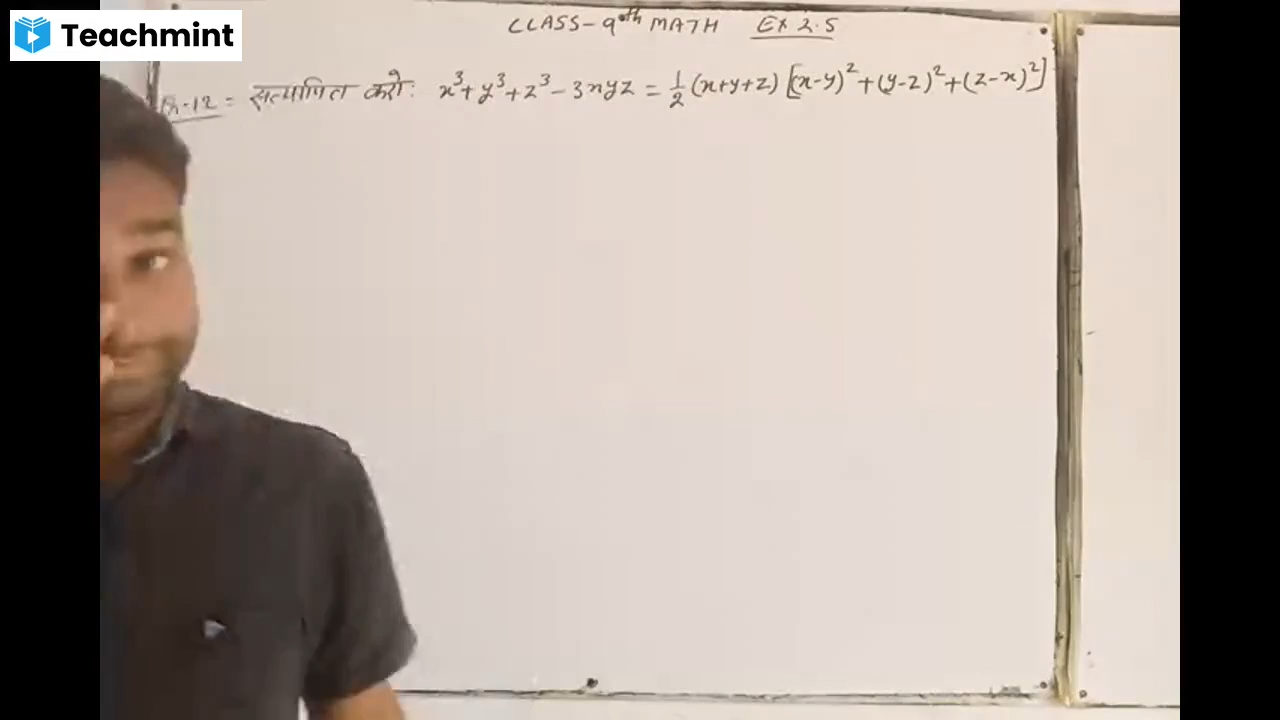 Teachmint
CLASS-9th MATH EX 2.5
Q.-12 = सत्यापित करो: x³+y³+z³-3xyz = 1/2 (x+y+z) [(x-y)²+(y-z)²+(z-x)²]